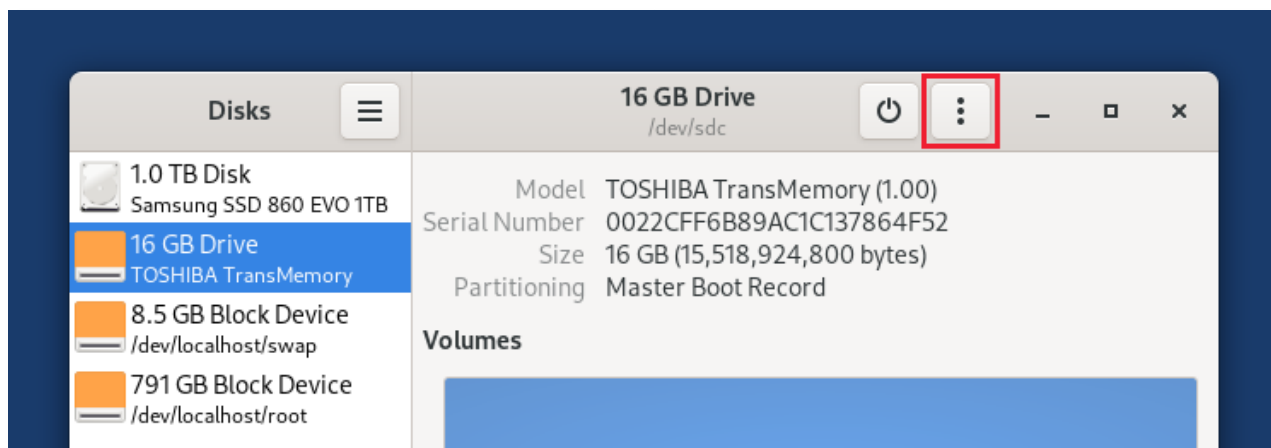 Disks
16 GB Drive
/dev/sdc
1.0 TB Disk
Samsung SSD 860 EVO 1TB
16 GB Drive
TOSHIBA TransMemory
8.5 GB Block Device
/dev/localhost/swap
791 GB Block Device
/dev/localhost/root
Model TOSHIBA TransMemory (1.00)
Serial Number 0022CFF6B89AC1C137864F52
Size 16 GB (15,518,924,800 bytes)
Partitioning Master Boot Record
Volumes